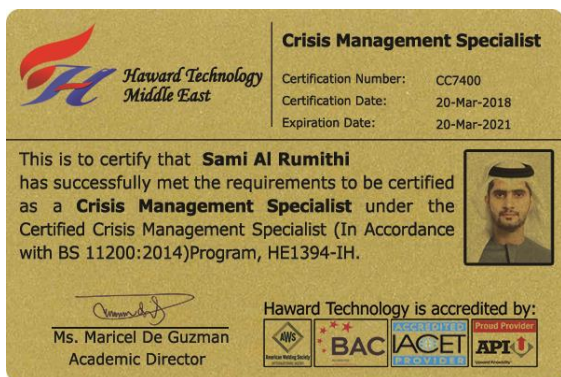 Haward Technology
Middle East
Crisis Management Specialist
Certification Number: CC7400
Certification Date: 20-Mar-2018
Expiration Date: 20-Mar-2021
This is to certify that Sami Al Rumithi
has successfully met the requirements to be certified
as a Crisis Management Specialist under the
Certified Crisis Management Specialist (In Accordance
with BS 11200:2014)Program, HE1394-IH.
Ms. Maricel De Guzman
Academic Director
Haward Technology is accredited by:
AWS
American Welding Society
BAC
ACCREDITED
IACET
PROVIDER
Proud Provider
API